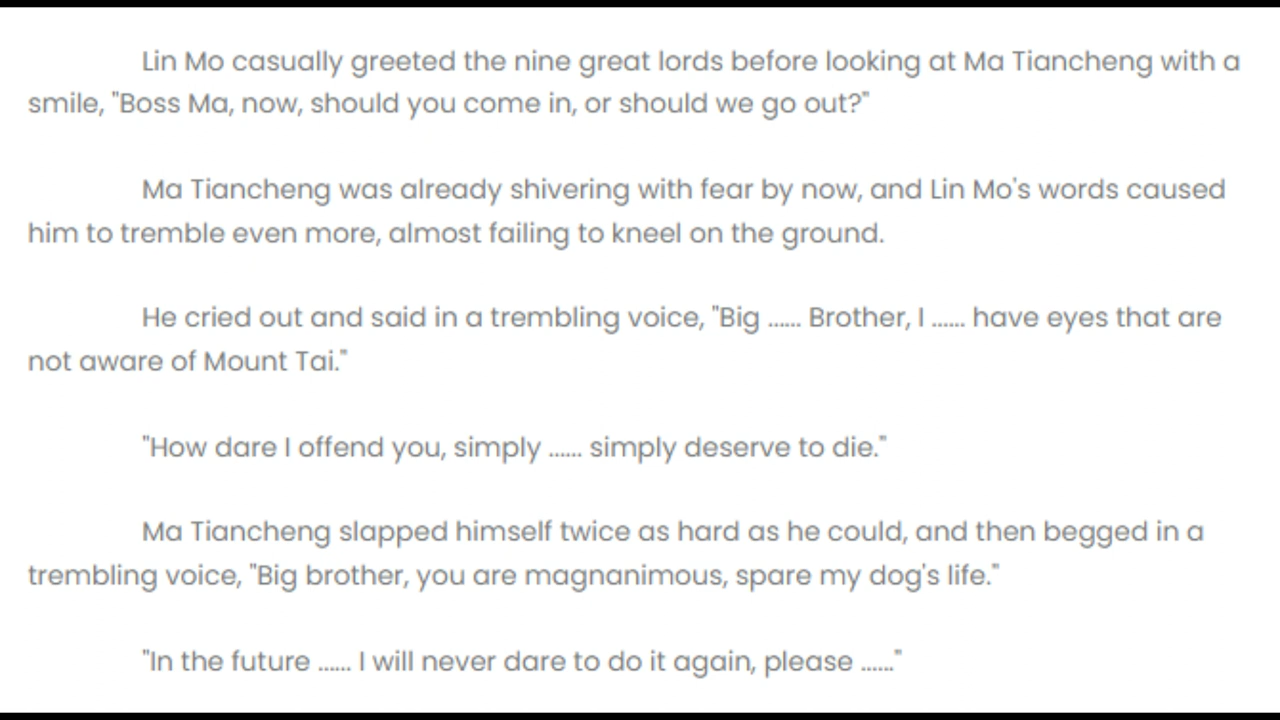 Lin Mo casually greeted the nine great lords before looking at Ma Tiancheng with a
smile, "Boss Ma, now, should you come in, or should we go out?"
Ma Tiancheng was already shivering with fear by now, and Lin Mo's words caused
him to tremble even more, almost failing to kneel on the ground.
He cried out and said in a trembling voice, "Big ...... Brother, I ...... have eyes that are
not aware of Mount Tai."
"How dare I offend you, simply ...... simply deserve to die."
Ma Tiancheng slapped himself twice as hard as he could, and then begged in a
trembling voice, "Big brother, you are magnanimous, spare my dog's life."
"In the future ...... I will never dare to do it again, please ......"